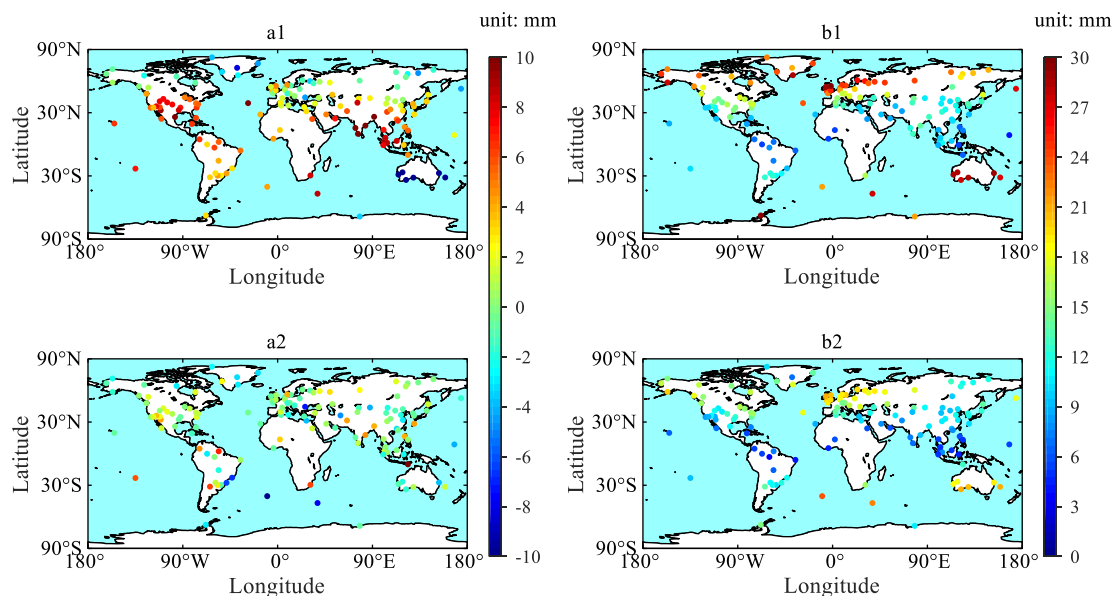 unit: mm
unit: mm
a1
b1
90°N
30°N
30°S
90°S
Latitude
180°
90°W
0°
90°E
180°
Longitude
90°N
30°N
30°S
90°S
Latitude
180°
90°W
0°
90°E
180°
Longitude
a2
b2
90°N
30°N
30°S
90°S
Latitude
180°
90°W
0°
90°E
180°
Longitude
90°N
30°N
30°S
90°S
Latitude
180°
90°W
0°
90°E
180°
Longitude
10
8
6
4
2
0
-2
-4
-6
-8
-10
30
27
24
21
18
15
12
9
6
3
0